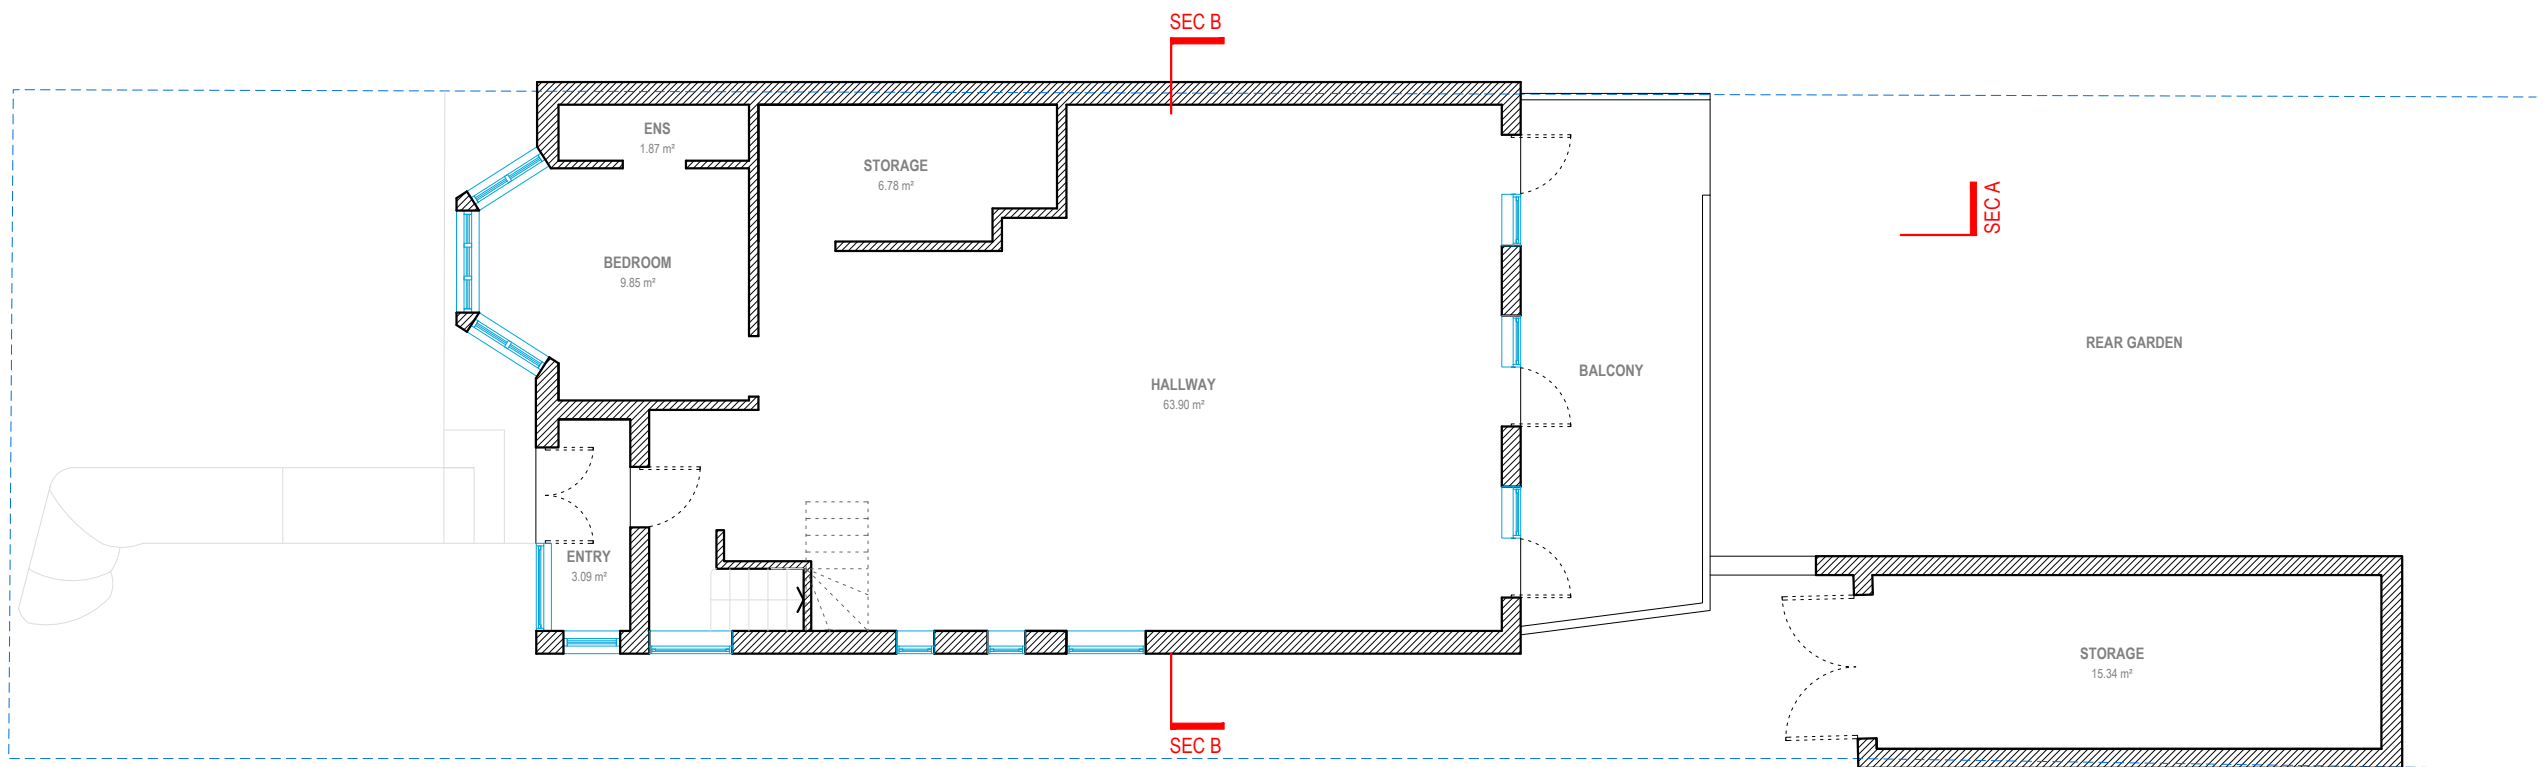 SEC B
ENS
1.87 m²
STORAGE
6.78 m²
SEC A
BEDROOM
9.85 m²
REAR GARDEN
BALCONY
HALLWAY
63.90 m²
ENTRY
3.09 m²
STORAGE
15.34 m²
SEC B